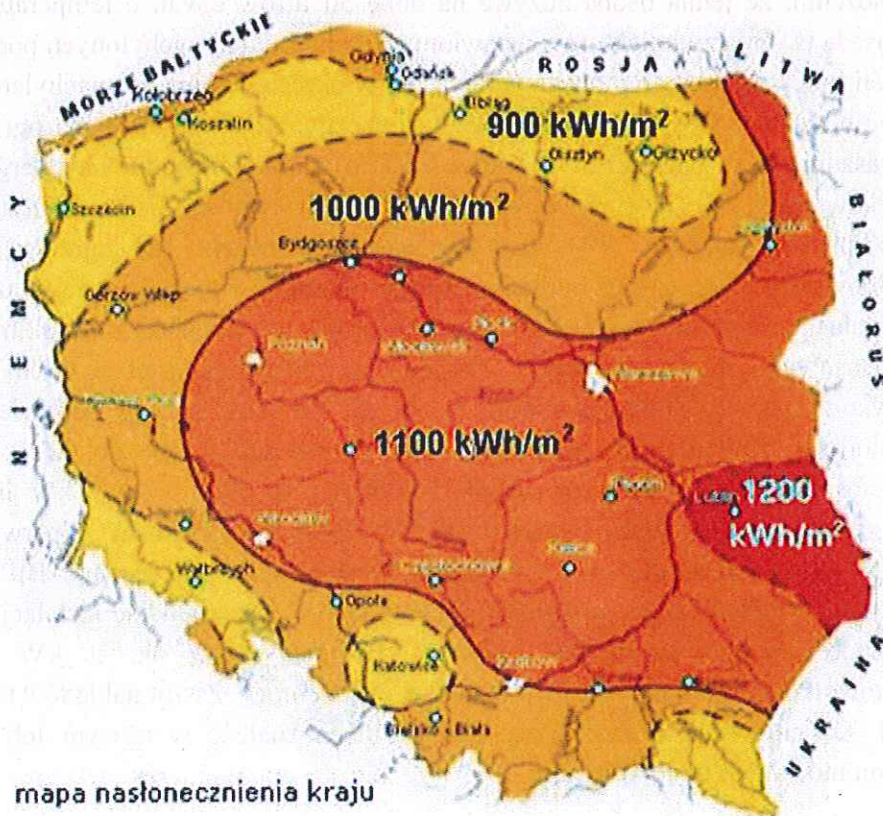 MORZE BAŁTYCKIE
ROSJA
LITWA
Gdynia
Gdańsk
Kołobrzeg
Koszalin
Elbląg
900 kWh/m²
Olsztyn
Giżycko
Szczecin
1000 kWh/m²
BIAŁORUS
Bydgoszcz
NIEMCY
Gorzów Wlkp.
Płock
Poznań
Włocławek
Warszawa
1100 kWh/m²
Radom
Lublin
1200
kWh/m²
Wrocław
Kielce
Częstochowa
Wałbrzych
Opole
Katowice
Kraków
Bielsko - Biała
UKRAINA
mapa nasłonecznienia kraju